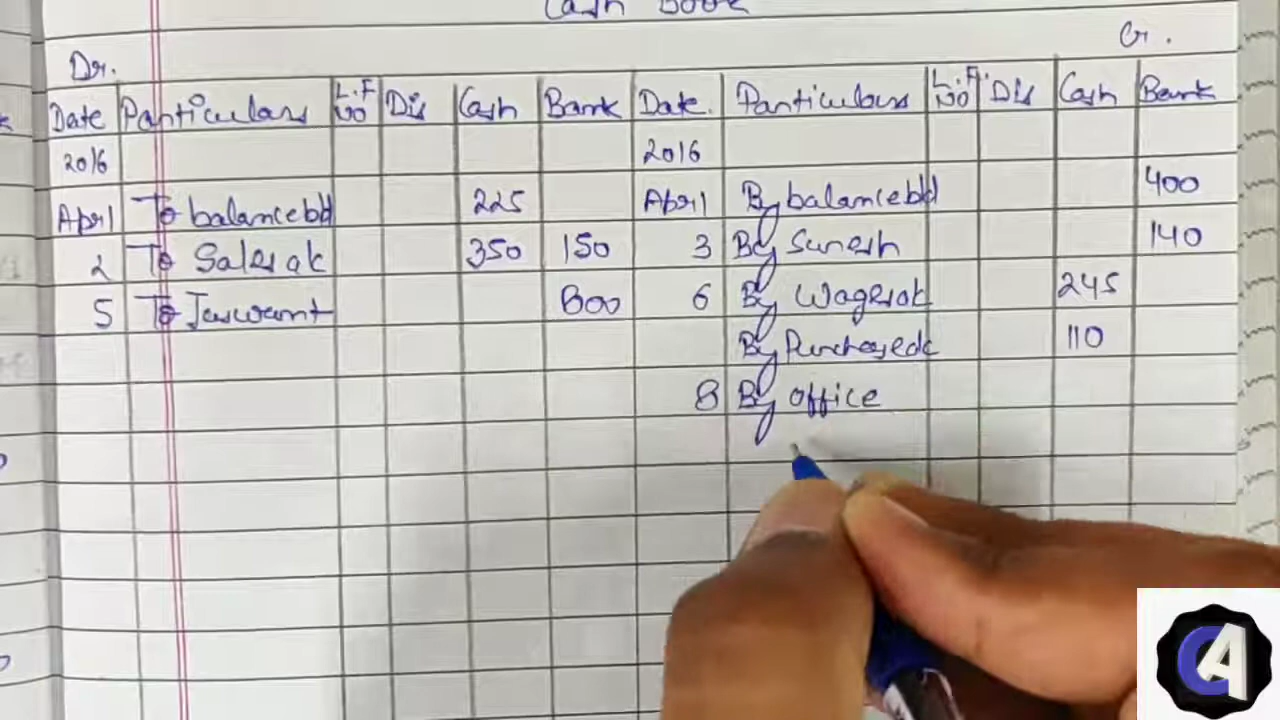 Cash Book
Dr. Cr.
Date Particulars L.F No Dis Cash Bank Date Particulars L.F No Dis Cash Bank
2016 2016
April To balance b/d 225 April By balance b/d 400
2 To Sales a/c 350 150 3 By Suresh 140
5 To Jaswant 800 6 By Wages a/c 245
By Purchase a/c 110
8 By office
CA